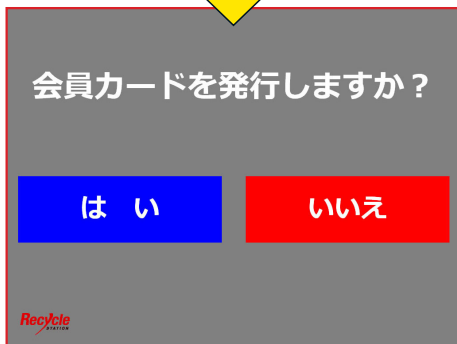 会員カードを発行しますか？
は　い
いいえ
Recycle
STATION